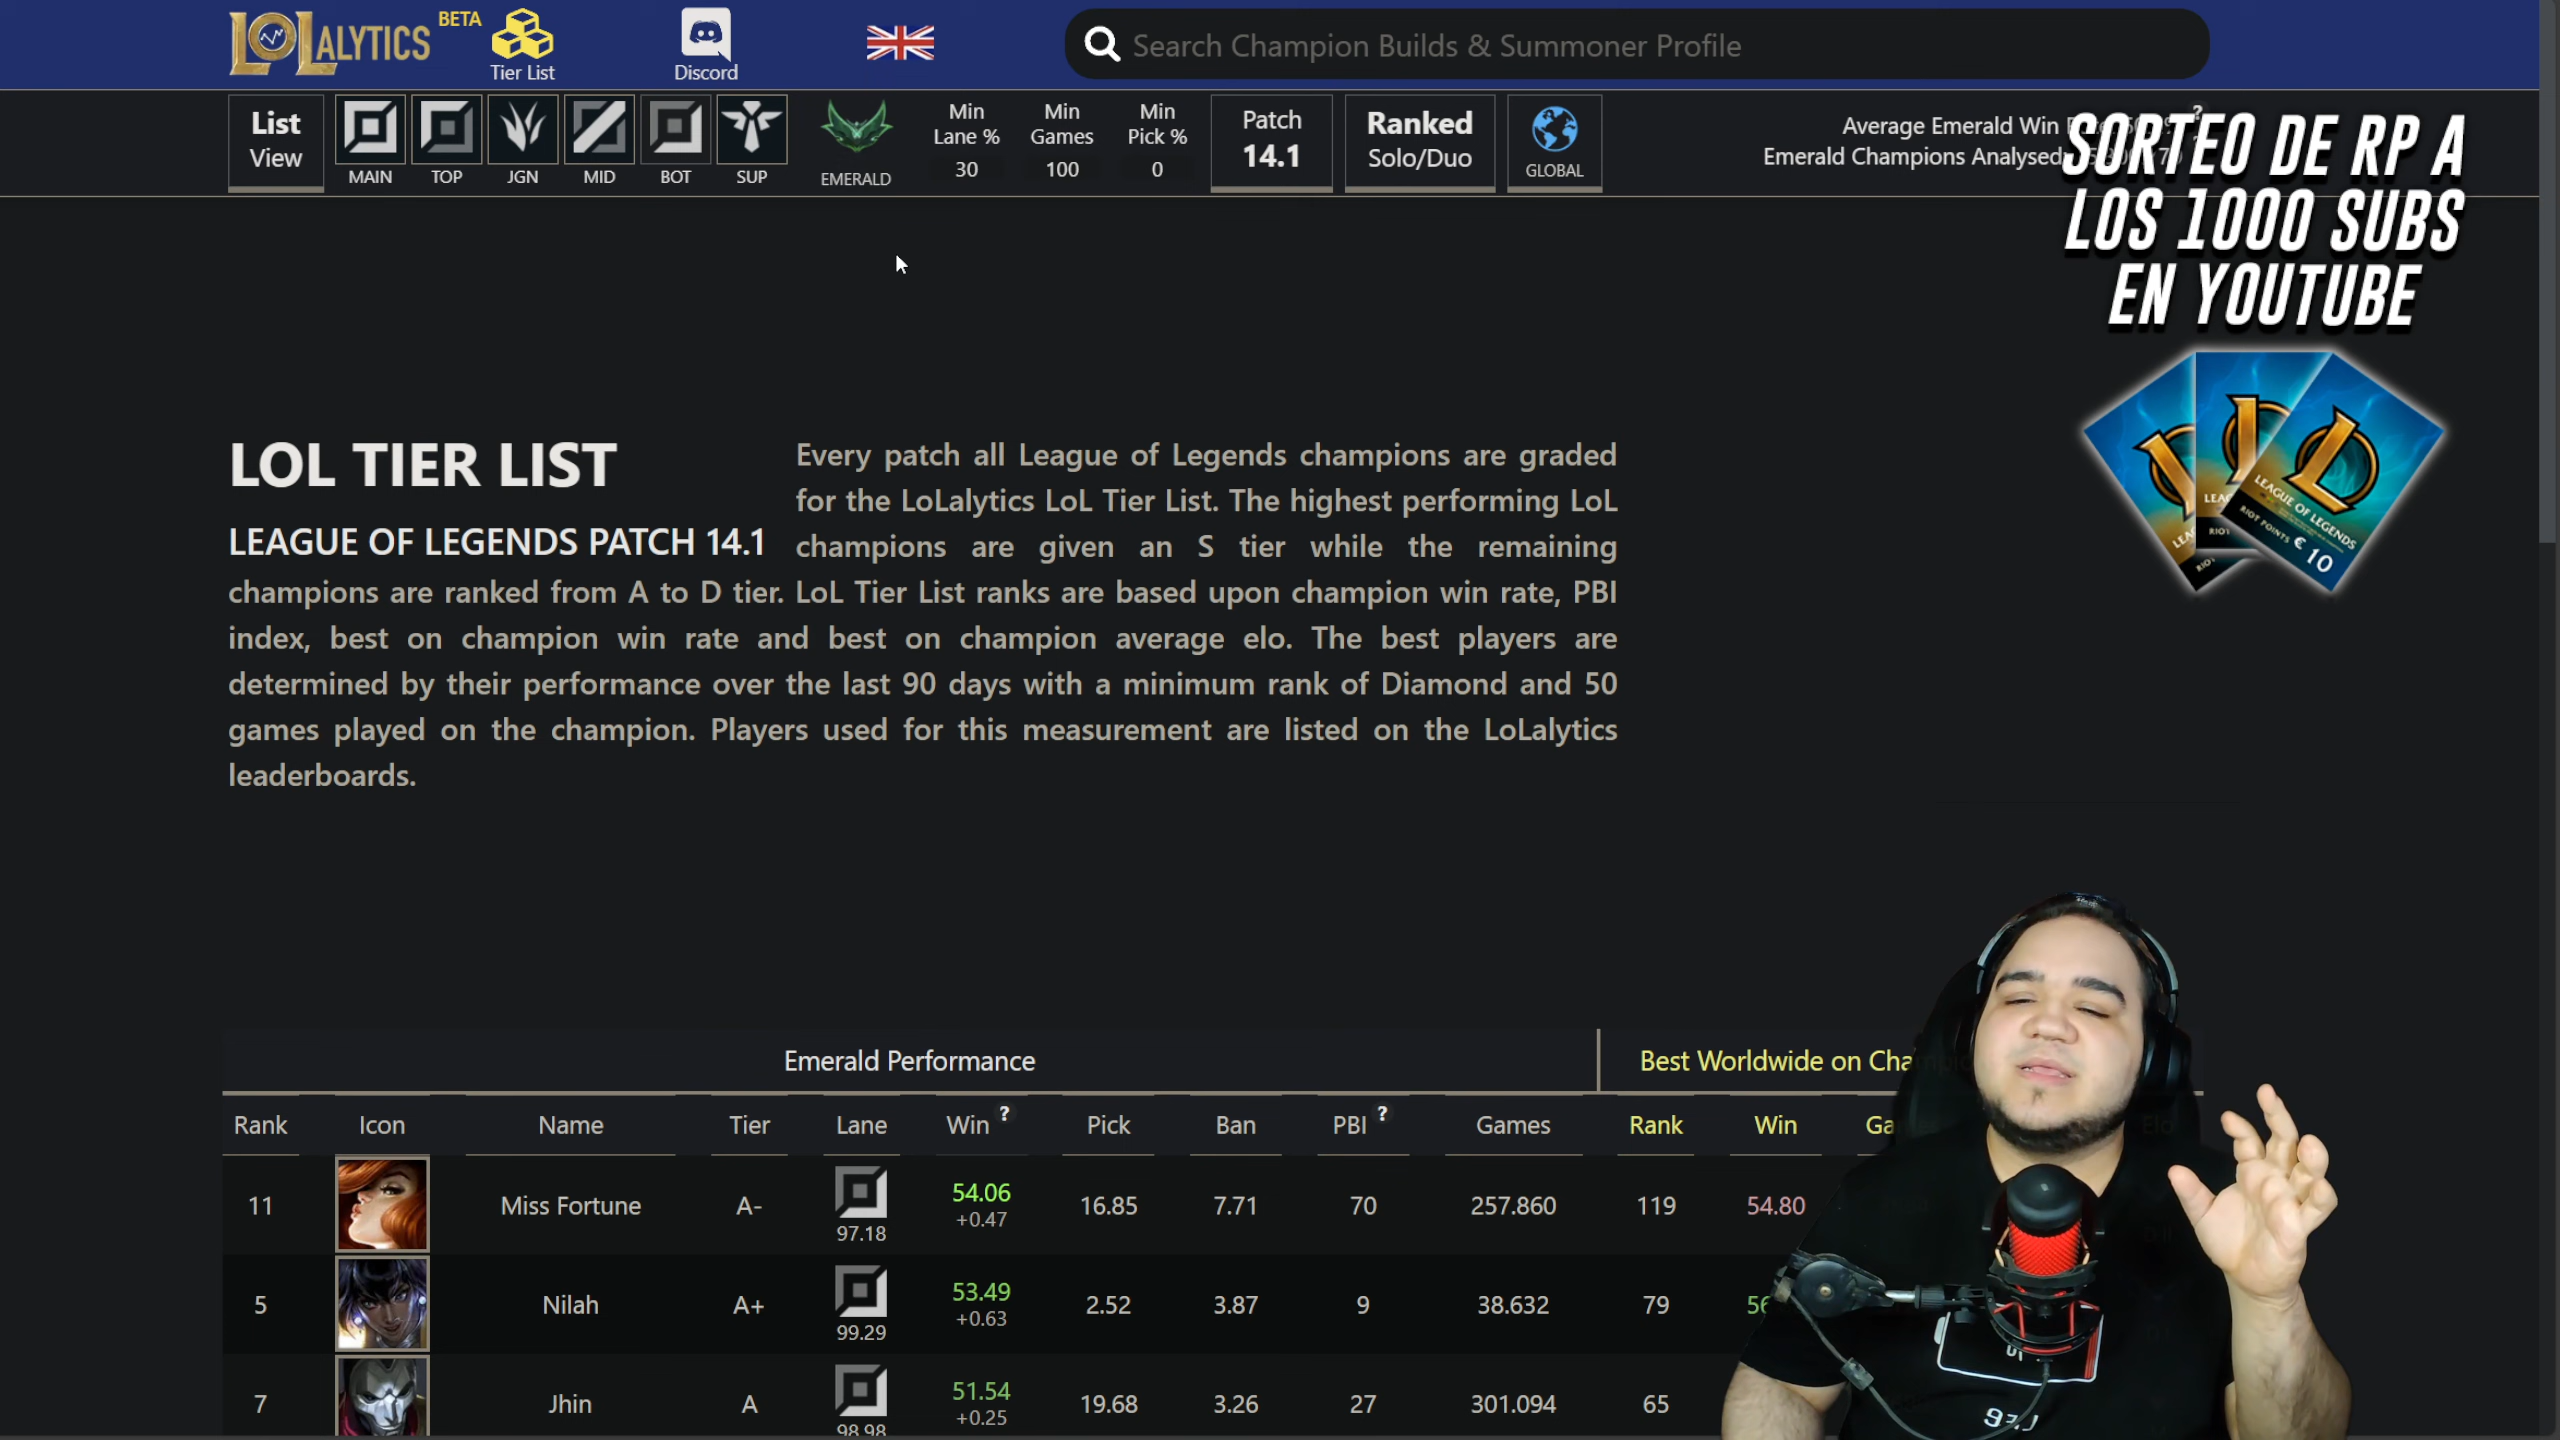 LOLALYTICS BETA
Tier List
Discord
Search Champion Builds & Summoner Profile
List
View
MAIN
TOP
JGN
MID
BOT
SUP
EMERALD
Min
Lane %
30
Min
Games
100
Min
Pick %
0
Patch
14.1
Ranked
Solo/Duo
GLOBAL
Average Emerald Win
Emerald Champions Analysed:
SORTEO DE RP A
LOS 1000 SUBS
EN YOUTUBE
LEAGUE OF LEGENDS
RIOT POINTS € 10
LOL TIER LIST
LEAGUE OF LEGENDS PATCH 14.1
Every patch all League of Legends champions are graded
for the LoLalytics LoL Tier List. The highest performing LoL
champions are given an S tier while the remaining
champions are ranked from A to D tier. LoL Tier List ranks are based upon champion win rate, PBI
index, best on champion win rate and best on champion average elo. The best players are
determined by their performance over the last 90 days with a minimum rank of Diamond and 50
games played on the champion. Players used for this measurement are listed on the LoLalytics
leaderboards.
Emerald Performance
Best Worldwide on
Rank Icon Name Tier Lane Win ? Pick Ban PBI ? Games Rank Win
11 Miss Fortune A- 97.18 54.06 +0.47 16.85 7.71 70 257.860 119 54.80
5 Nilah A+ 99.29 53.49 +0.63 2.52 3.87 9 38.632 79
7 Jhin A 98.98 51.54 +0.25 19.68 3.26 27 301.094 65